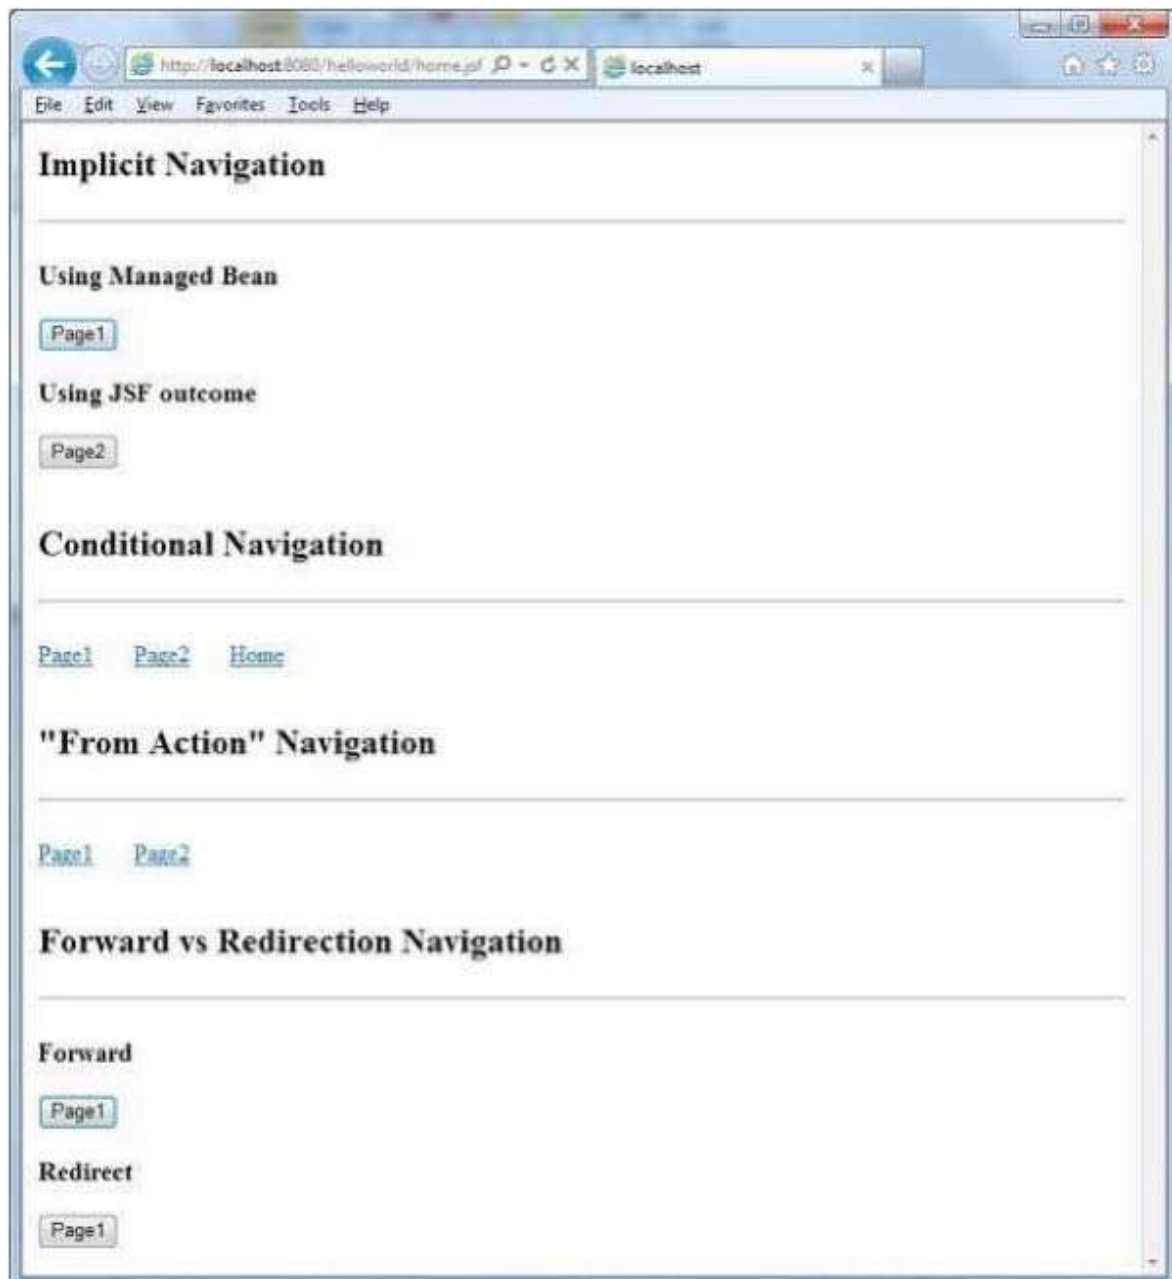 http://localhost:8080/helloworld/home.jsf
localhost
File Edit View Favorites Tools Help
Implicit Navigation
Using Managed Bean
Page1
Using JSF outcome
Page2
Conditional Navigation
Page1 Page2 Home
"From Action" Navigation
Page1 Page2
Forward vs Redirection Navigation
Forward
Page1
Redirect
Page1